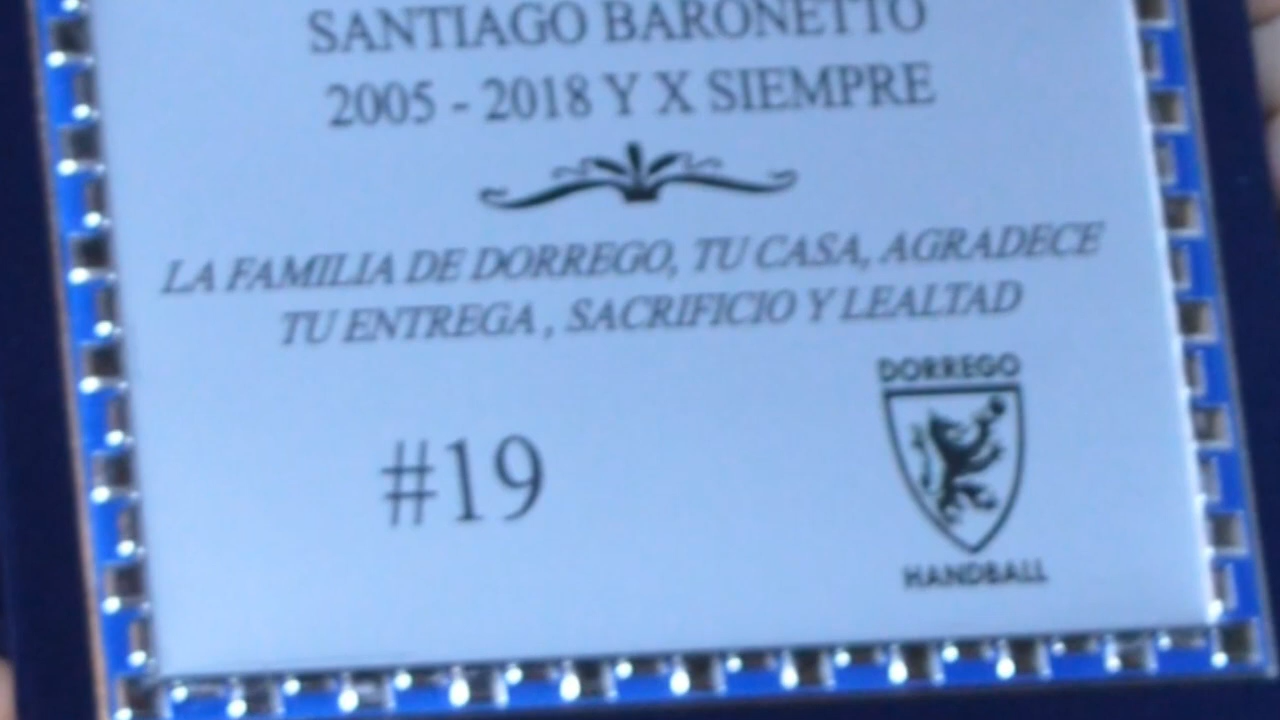 SANTIAGO BARONETTO
2005 - 2018 Y X SIEMPRE
LA FAMILIA DE DORREGO, TU CASA, AGRADECE
TU ENTREGA , SACRIFICIO Y LEALTAD
#19
DORREGO
HANDBALL